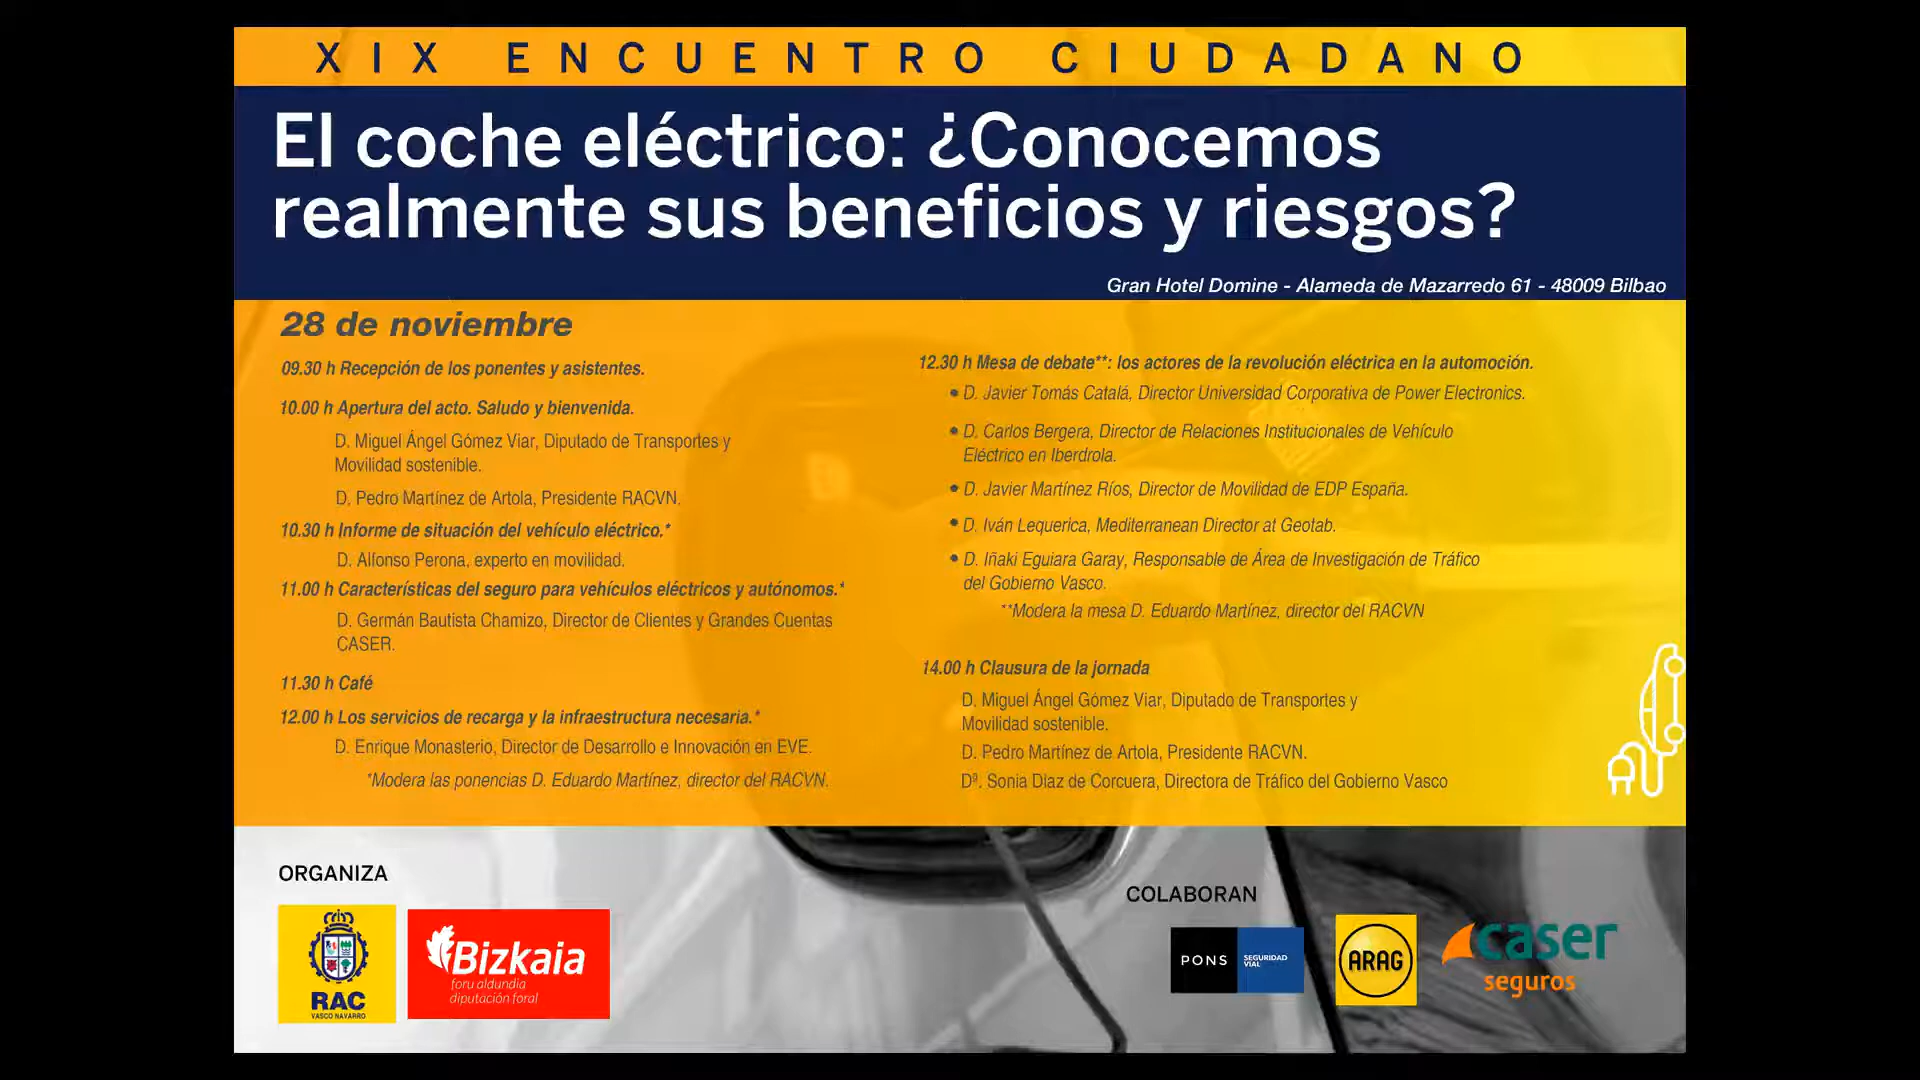 XIX ENCUENTRO CIUDADANO
El coche eléctrico: ¿Conocemos
realmente sus beneficios y riesgos?
Gran Hotel Domine - Alameda de Mazarredo 61 - 48009 Bilbao
28 de noviembre
09.30 h Recepción de los ponentes y asistentes.
10.00 h Apertura del acto. Saludo y bienvenida.
D. Miguel Ángel Gómez Viar, Diputado de Transportes y
Movilidad sostenible.
D. Pedro Martínez de Artola, Presidente RACVN.
10.30 h Informe de situación del vehículo eléctrico.*
D. Alfonso Perona, experto en movilidad.
11.00 h Características del seguro para vehículos eléctricos y autónomos.*
D. Germán Bautista Chamizo, Director de Clientes y Grandes Cuentas
CASER.
11.30 h Café
12.00 h Los servicios de recarga y la infraestructura necesaria.*
D. Enrique Monasterio, Director de Desarrollo e Innovación en EVE.
*Modera las ponencias D. Eduardo Martínez, director del RACVN.
12.30 h Mesa de debate**: los actores de la revolución eléctrica en la automoción.
• D. Javier Tomás Catalá, Director Universidad Corporativa de Power Electronics.
• D. Carlos Bergera, Director de Relaciones Institucionales de Vehículo
Eléctrico en Iberdrola.
• D. Javier Martínez Ríos, Director de Movilidad de EDP España.
• D. Iván Lequerica, Mediterranean Director at Geotab.
• D. Iñaki Eguiara Garay, Responsable de Área de Investigación de Tráfico
del Gobierno Vasco.
**Modera la mesa D. Eduardo Martínez, director del RACVN
14.00 h Clausura de la jornada
D. Miguel Ángel Gómez Viar, Diputado de Transportes y
Movilidad sostenible.
D. Pedro Martínez de Artola, Presidente RACVN.
Dª. Sonia Díaz de Corcuera, Directora de Tráfico del Gobierno Vasco
ORGANIZA
RAC
VASCO NAVARRO
Bizkaia
foru aldundia
diputación foral
COLABORAN
PONS
SEGURIDAD
VIAL
ARAG
caser
seguros